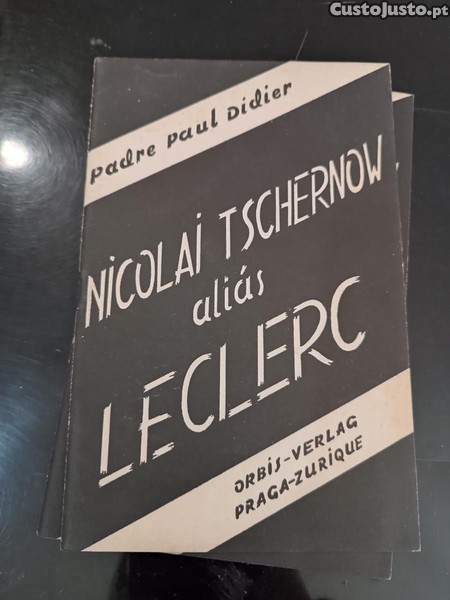 CustoJusto.pt
Padre Paul Didier
NICOLAI TSCHERNOW
aliás
LECLERC
ORBIS-VERLAG
PRAGA-ZURIQUE